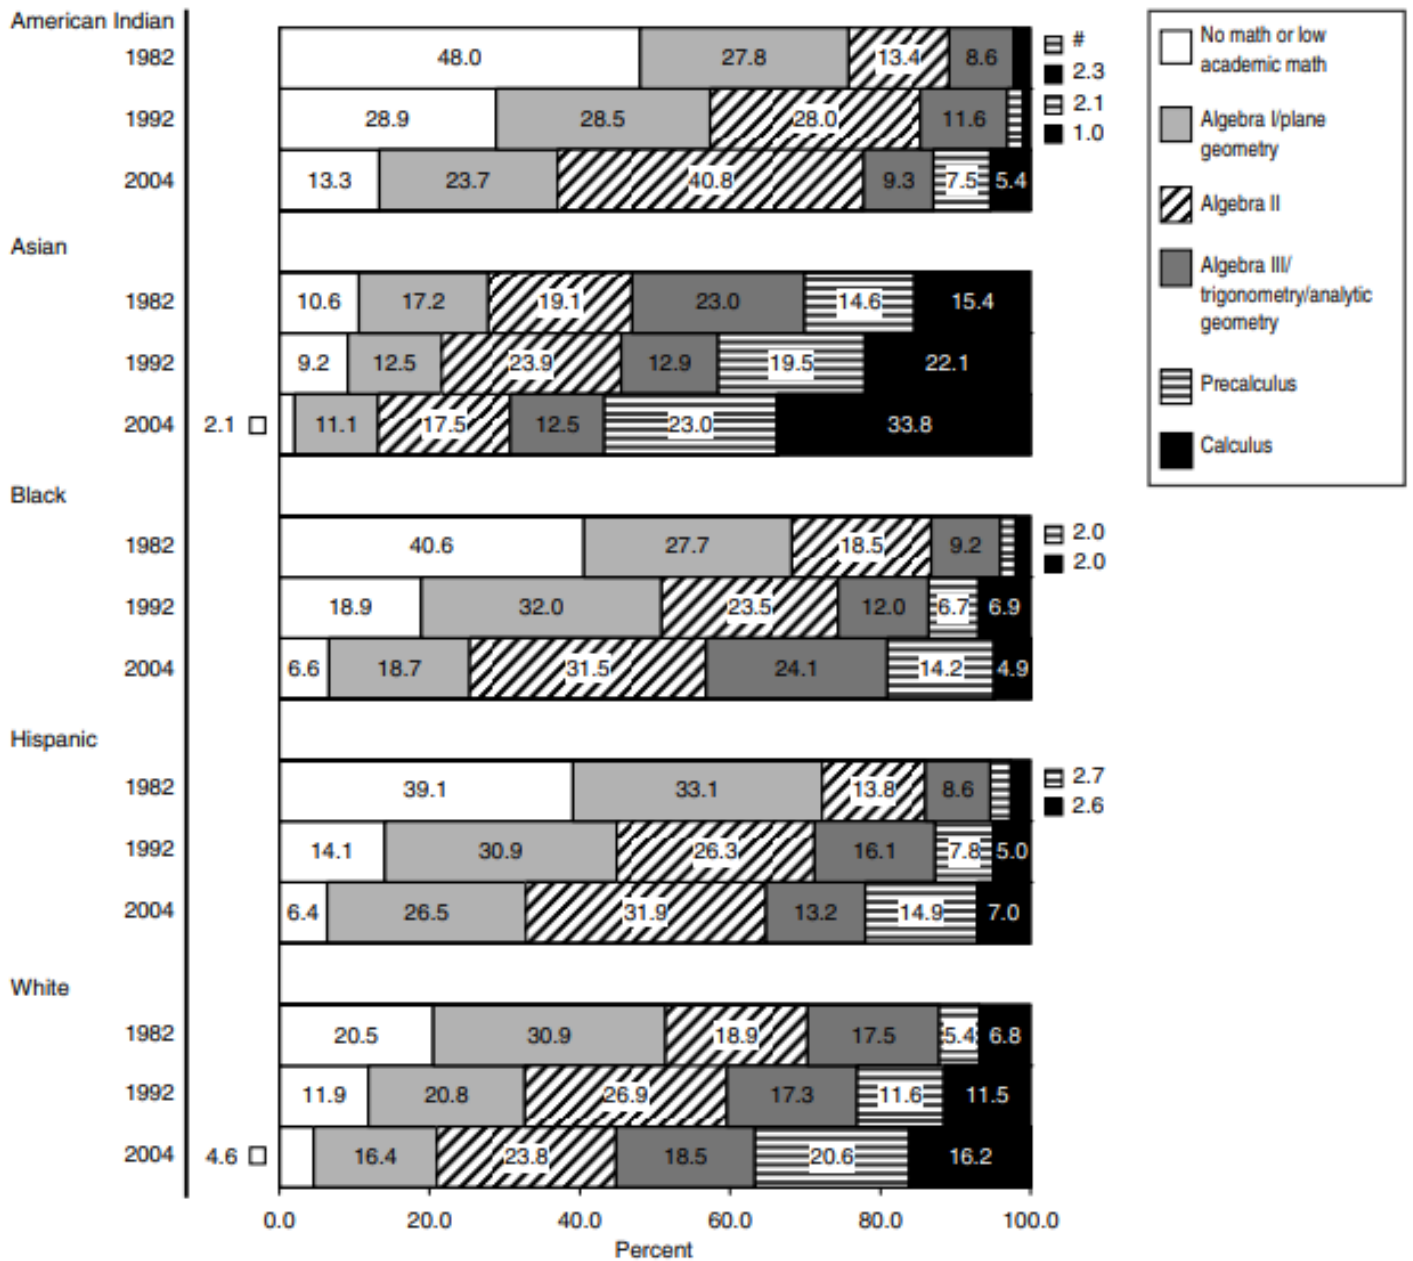 American Indian
1982 48.0 27.8 13.4 8.6 #
2.3
1992 28.9 28.5 28.0 11.6 2.1
1.0
2004 13.3 23.7 40.8 9.3 7.5 5.4
Asian
1982 10.6 17.2 19.1 23.0 14.6 15.4
1992 9.2 12.5 23.9 12.9 19.5 22.1
2004 2.1 11.1 17.5 12.5 23.0 33.8
Black
1982 40.6 27.7 18.5 9.2 2.0
2.0
1992 18.9 32.0 23.5 12.0 6.7 6.9
2004 6.6 18.7 31.5 24.1 14.2 4.9
Hispanic
1982 39.1 33.1 13.8 8.6 2.7
2.6
1992 14.1 30.9 26.3 16.1 7.8 5.0
2004 6.4 26.5 31.9 13.2 14.9 7.0
White
1982 20.5 30.9 18.9 17.5 5.4 6.8
1992 11.9 20.8 26.9 17.3 11.6 11.5
2004 4.6 16.4 23.8 18.5 20.6 16.2
0.0 20.0 40.0 60.0 80.0 100.0
Percent
No math or low
academic math
Algebra I/plane
geometry
Algebra II
Algebra III/
trigonometry/analytic
geometry
Precalculus
Calculus